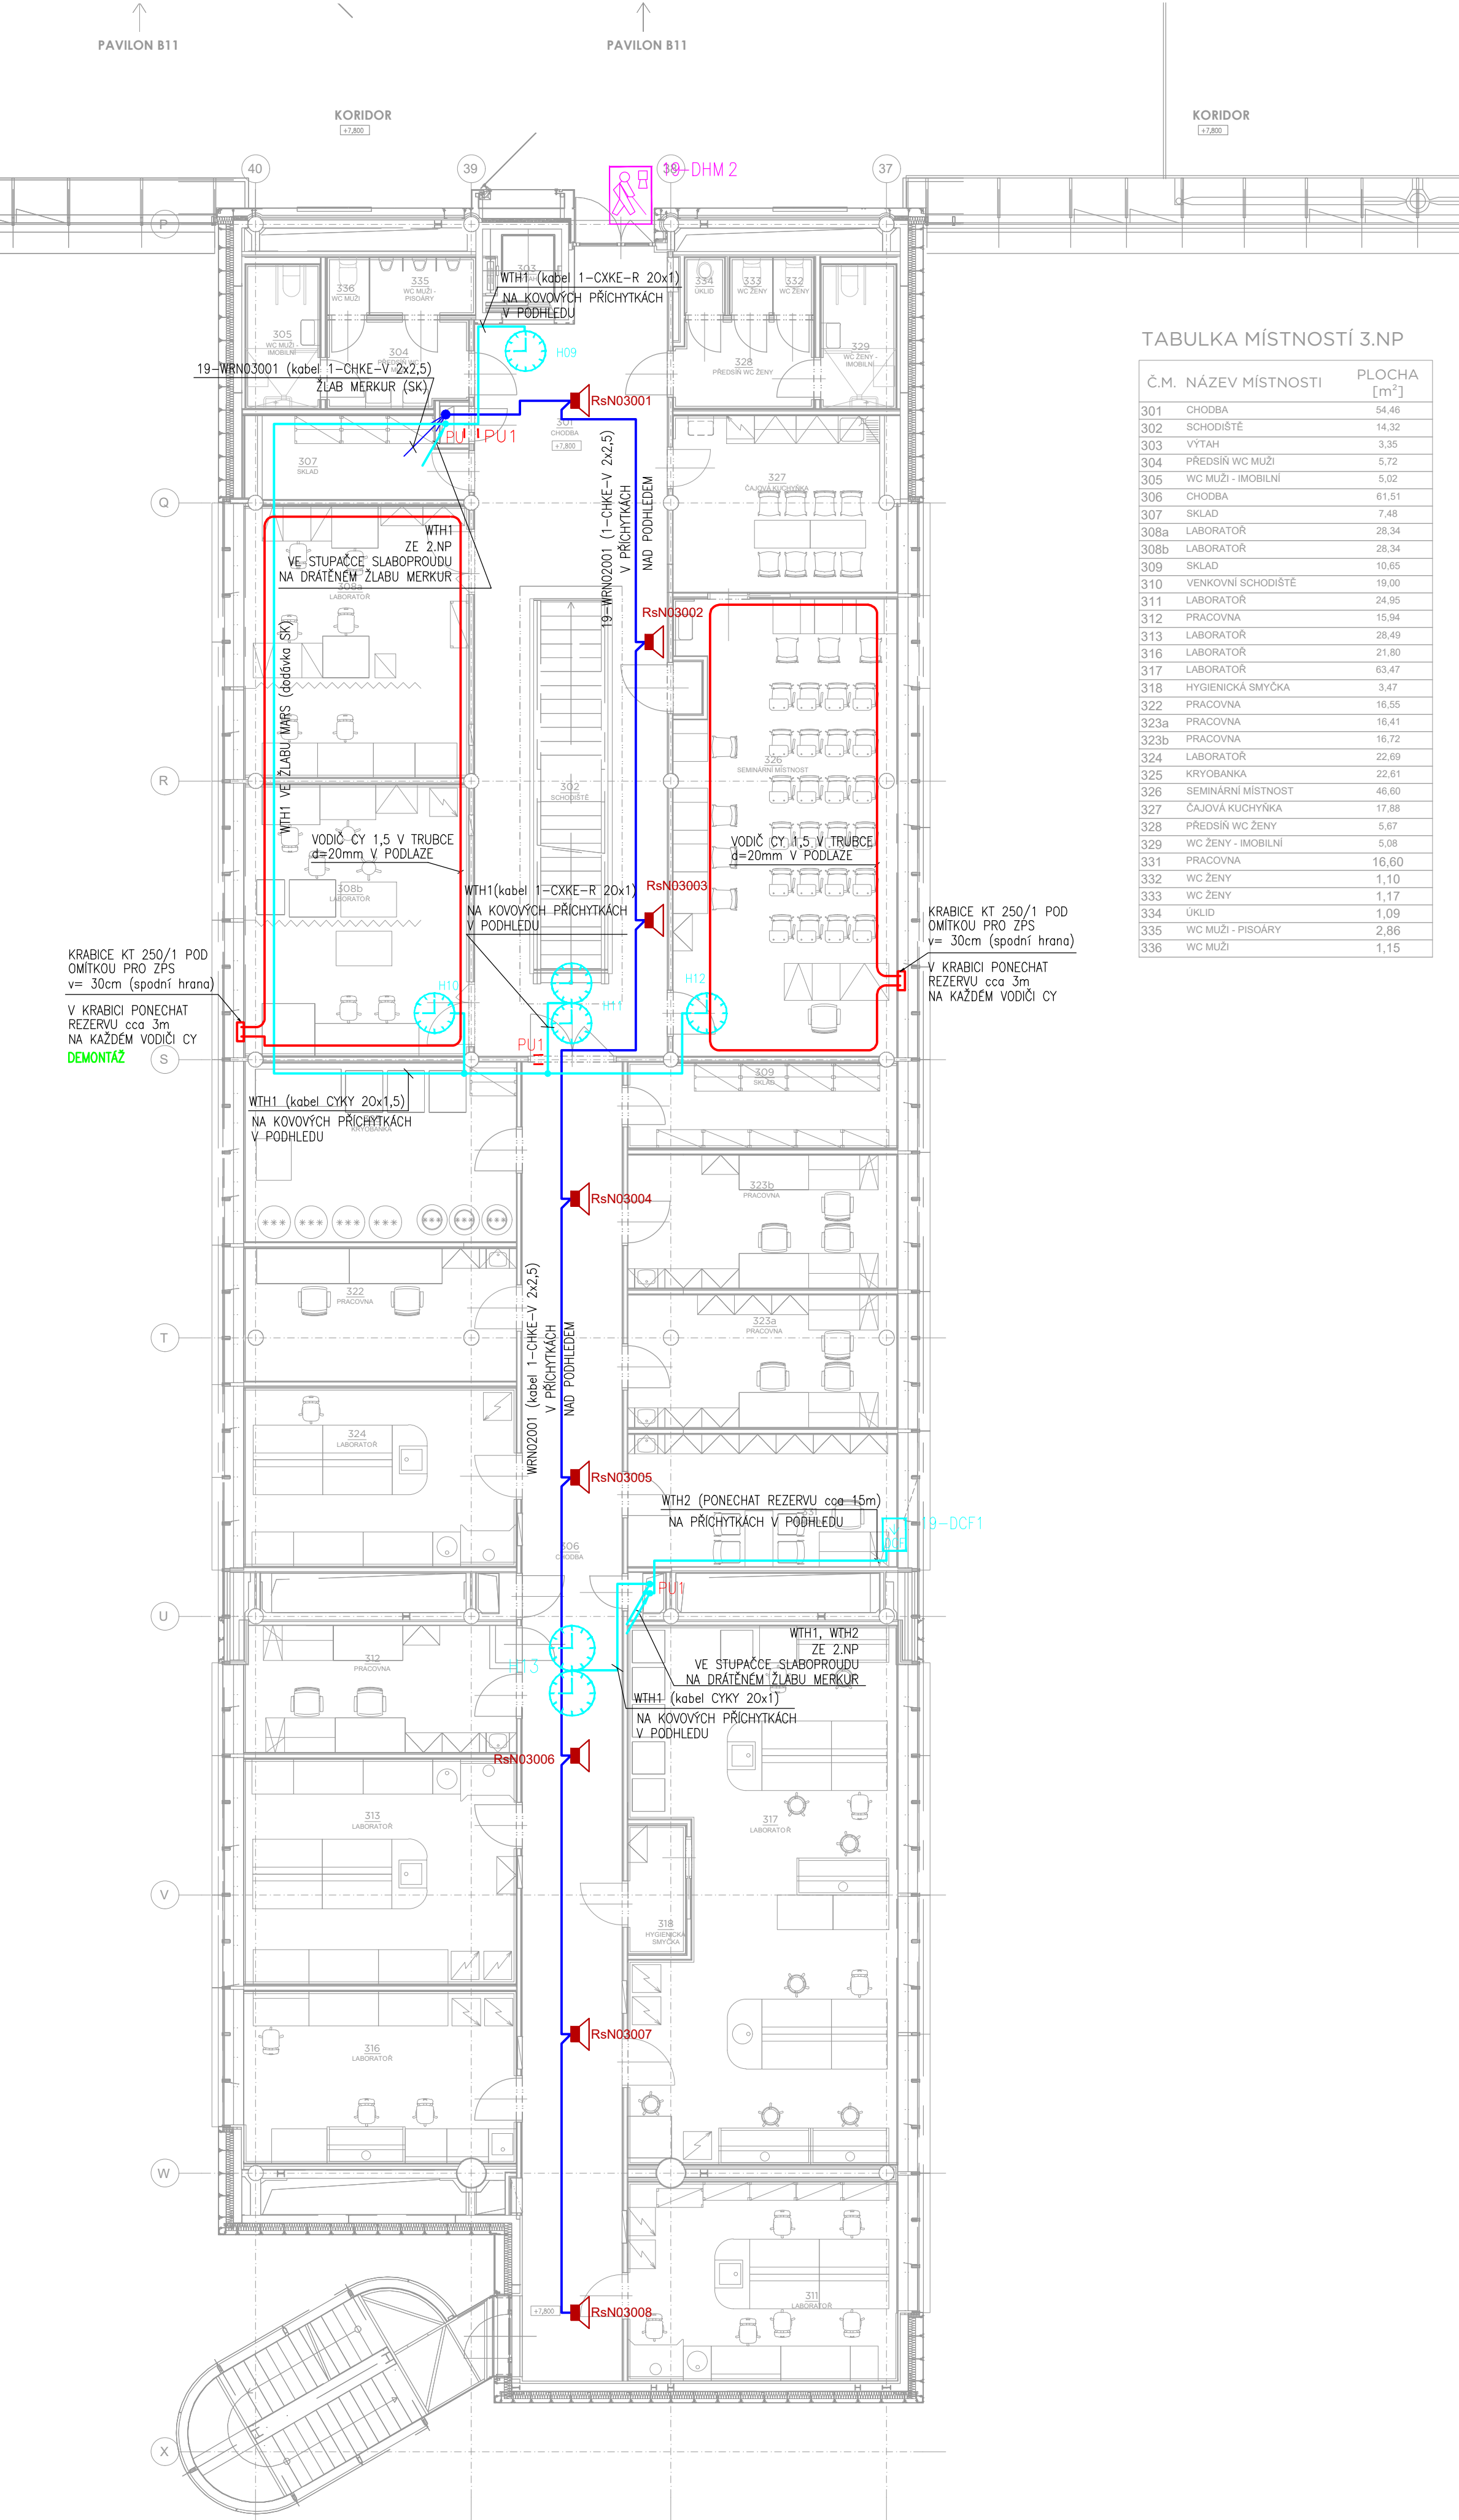 PAVILON B11
PAVILON B11
KORIDOR
+7,800
KORIDOR
+7,800
40
39
38
37
19-DHM 2
P
303
WTH1 (kabel 1-CXKE-R 20x1)
NA KOVOVÝCH PŘÍCHYTKÁCH
V PODHLEDU
336
WC MUŽI
335
WC MUŽI -
PISOÁRY
334
ÚKLID
333
WC ŽENY
332
WC ŽENY
305
WC MUŽI -
IMOBILNÍ
304
PŘEDSÍŇ WC
H09
328
PŘEDSÍŇ WC ŽENY
329
WC ŽENY -
IMOBILNÍ
19-WRN03001 (kabel 1-CHKE-V 2x2,5)
ŽLAB MERKUR (SK)
RsN03001
PU
PU1
301
CHODBA
+7,800
307
SKLAD
327
ČAJOVÁ KUCHYŇKA
Q
19-WRN02001 (1-CHKE-V 2x2,5)
V PŘÍCHYTKÁCH
NAD PODHLEDEM
WTH1
ZE 2.NP
VE STUPAČCE SLABOPROUDU
NA DRÁTĚNÉM ŽLABU MERKUR
308a
LABORATOŘ
RsN03002
WTH1 VE ŽLABU MARS (dodávka SK)
R
302
SCHODIŠTĚ
326
SEMINÁRNÍ MÍSTNOST
VODIČ CY 1,5 V TRUBCE
d=20mm V PODLAZE
VODIČ CY 1,5 V TRUBCE
d=20mm V PODLAZE
308b
LABORATOŘ
WTH1(kabel 1-CXKE-R 20x1)
NA KOVOVÝCH PŘÍCHYTKÁCH
V PODHLEDU
RsN03003
KRABICE KT 250/1 POD
OMÍTKOU PRO ZPS
v= 30cm (spodní hrana)
V KRABICI PONECHAT
REZERVU cca 3m
NA KAŽDÉM VODIČI CY
KRABICE KT 250/1 POD
OMÍTKOU PRO ZPS
v= 30cm (spodní hrana)
V KRABICI PONECHAT
REZERVU cca 3m
NA KAŽDÉM VODIČI CY
DEMONTÁŽ
H10
H11
H12
PU1
S
309
SKLAD
WTH1 (kabel CYKY 20x1,5)
NA KOVOVÝCH PŘÍCHYTKÁCH
V PODHLEDU
KRYOBANKA
323b
PRACOVNA
RsN03004
322
PRACOVNA
323a
PRACOVNA
T
WRN02001 (kabel 1-CHKE-V 2x2,5)
V PŘÍCHYTKÁCH
NAD PODHLEDEM
324
LABORATOŘ
RsN03005
WTH2 (PONECHAT REZERVU cca 15m)
NA PŘÍCHYTKÁCH V PODHLEDU
331
19-DCF1
DCF
306
CHODBA
PU1
U
WTH1, WTH2
ZE 2.NP
VE STUPAČCE SLABOPROUDU
NA DRÁTĚNÉM ŽLABU MERKUR
312
PRACOVNA
H13
WTH1 (kabel CYKY 20x1)
NA KOVOVÝCH PŘÍCHYTKÁCH
V PODHLEDU
RsN03006
313
LABORATOŘ
317
LABORATOŘ
V
318
HYGIENICKÁ
SMYČKA
RsN03007
316
LABORATOŘ
W
311
LABORATOŘ
+7,800
RsN03008
X
TABULKA MÍSTNOSTÍ 3.NP
Č.M. NÁZEV MÍSTNOSTI PLOCHA [m²]
301 CHODBA 54,46
302 SCHODIŠTĚ 14,32
303 VÝTAH 3,35
304 PŘEDSÍŇ WC MUŽI 5,72
305 WC MUŽI - IMOBILNÍ 5,02
306 CHODBA 61,51
307 SKLAD 7,48
308a LABORATOŘ 28,34
308b LABORATOŘ 28,34
309 SKLAD 10,65
310 VENKOVNÍ SCHODIŠTĚ 19,00
311 LABORATOŘ 24,95
312 PRACOVNA 15,94
313 LABORATOŘ 28,49
316 LABORATOŘ 21,80
317 LABORATOŘ 63,47
318 HYGIENICKÁ SMYČKA 3,47
322 PRACOVNA 16,55
323a PRACOVNA 16,41
323b PRACOVNA 16,72
324 LABORATOŘ 22,69
325 KRYOBANKA 22,61
326 SEMINÁRNÍ MÍSTNOST 46,60
327 ČAJOVÁ KUCHYŇKA 17,88
328 PŘEDSÍŇ WC ŽENY 5,67
329 WC ŽENY - IMOBILNÍ 5,08
331 PRACOVNA 16,60
332 WC ŽENY 1,10
333 WC ŽENY 1,17
334 ÚKLID 1,09
335 WC MUŽI - PISOÁRY 2,86
336 WC MUŽI 1,15